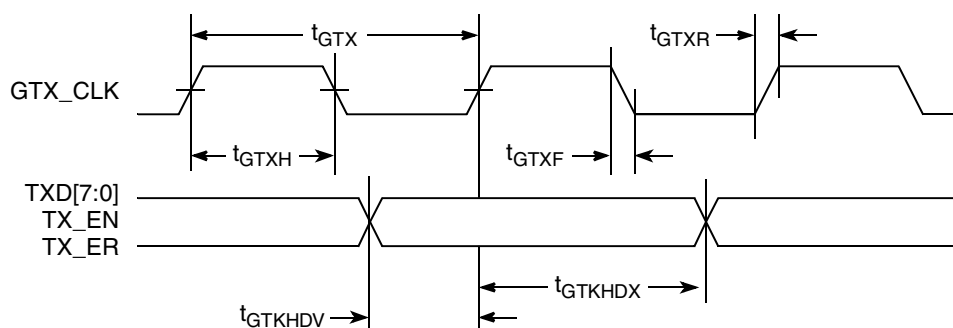 tGTX
tGTXR
GTX_CLK
tGTXH
tGTXF
TXD[7:0]
TX_EN
TX_ER
tGTKHDX
tGTKHDV